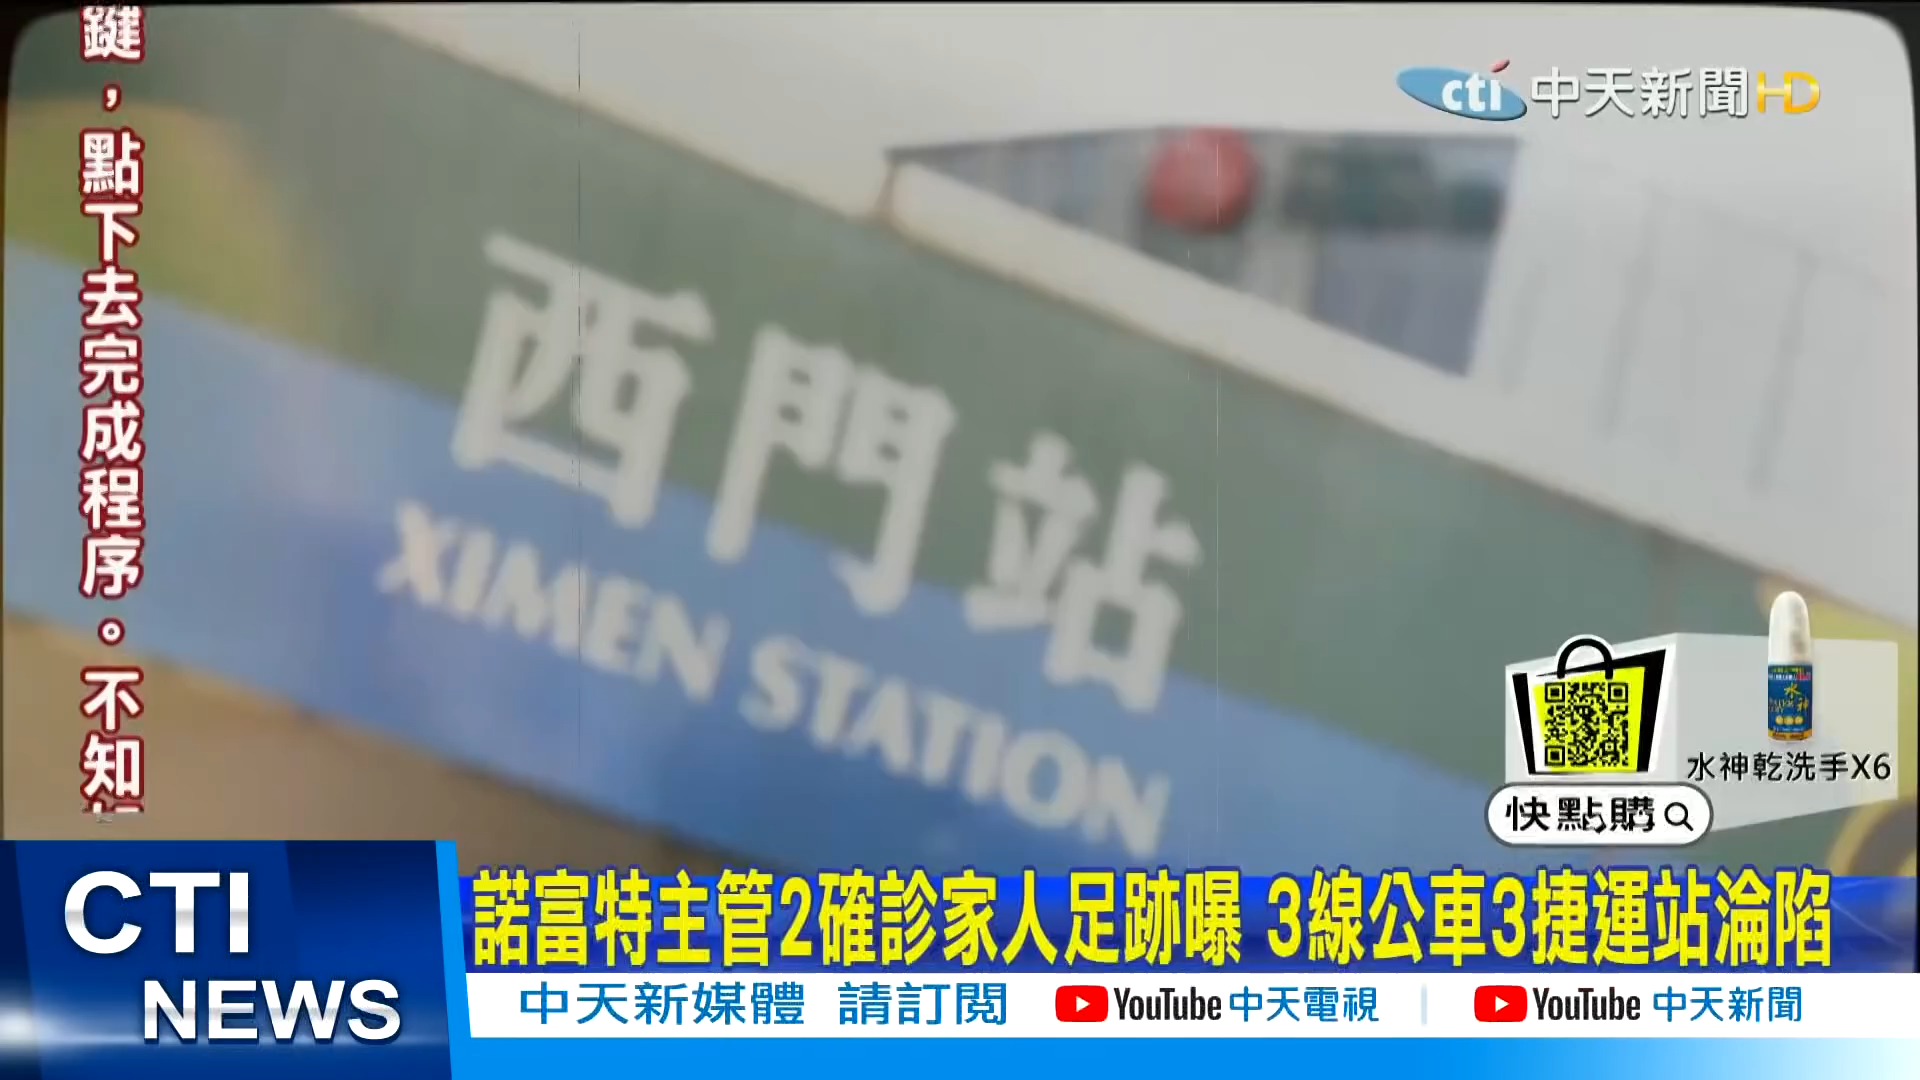 鍵，點下去完成程序。不知
cti 中天新聞HD
西門站
XIMEN STATION
水神
水神乾洗手X6
快點購
CTI NEWS
諾富特主管2確診家人足跡曝 3線公車3捷運站淪陷
中天新媒體 請訂閱 YouTube 中天電視 | YouTube 中天新聞